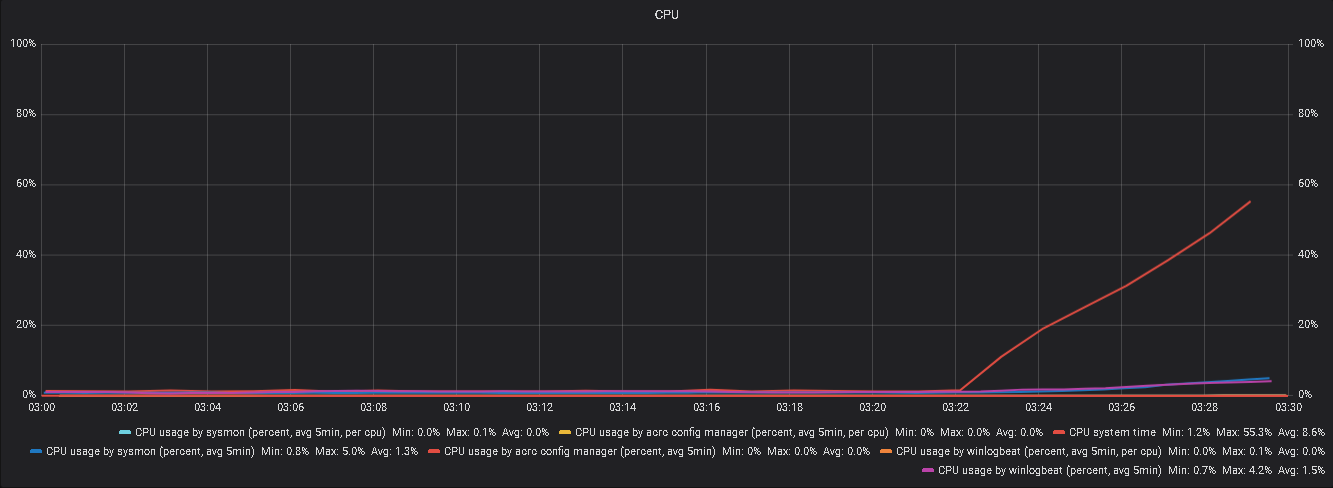 CPU
100% 100%
80% 80%
60% 60%
40% 40%
20% 20%
0% 0%
03:00 03:02 03:04 03:06 03:08 03:10 03:12 03:14 03:16 03:18 03:20 03:22 03:24 03:26 03:28 03:30
CPU usage by sysmon (percent, avg 5min, per cpu) Min: 0.0% Max: 0.1% Avg: 0.0% CPU usage by acrc config manager (percent, avg 5min, per cpu) Min: 0% Max: 0.0% Avg: 0.0% CPU system time Min: 1.2% Max: 55.3% Avg: 8.6%
CPU usage by sysmon (percent, avg 5min) Min: 0.8% Max: 5.0% Avg: 1.3% CPU usage by acrc config manager (percent, avg 5min) Min: 0% Max: 0.0% Avg: 0.0% CPU usage by winlogbeat (percent, avg 5min, per cpu) Min: 0.0% Max: 0.1% Avg: 0.0%
CPU usage by winlogbeat (percent, avg 5min) Min: 0.7% Max: 4.2% Avg: 1.5%